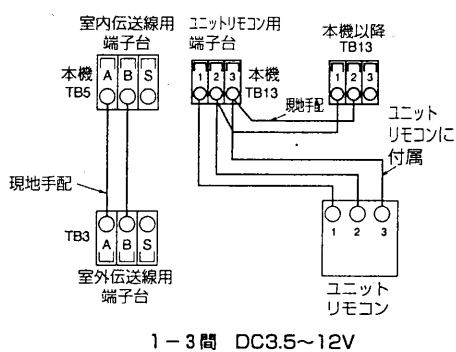 室内伝送線用
端子台
本機
TB5
A B S
現地手配
TB3
A B S
室外伝送線用
端子台
ユニットリモコン用
端子台
1 2 3
本機
TB13
現地手配
本機以降
TB13
1 2 3
ユニット
リモコンに
付属
1 2 3
ユニット
リモコン
1－3間 DC3.5～12V